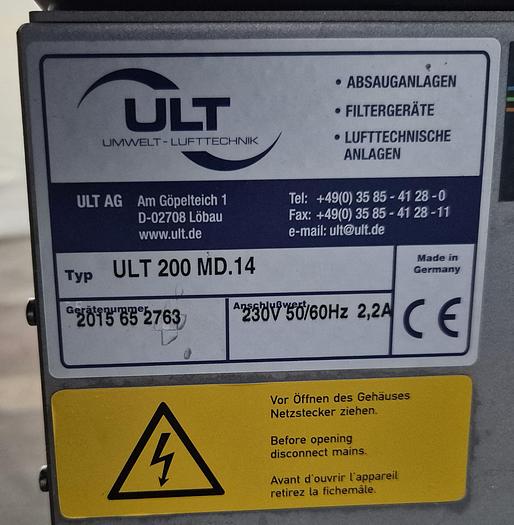 ULT
UMWELT - LUFTTECHNIK
• ABSAUGANLAGEN
• FILTERGERÄTE
• LUFTTECHNISCHE
ANLAGEN
ULT AG Am Göpelteich 1
D-02708 Löbau
www.ult.de
Tel: +49(0) 35 85 - 41 28 - 0
Fax: +49(0) 35 85 - 41 28 - 11
e-mail: ult@ult.de
Typ ULT 200 MD.14
Made in
Germany
Gerätenummer
2015 65 2763
Anschlußwert
230V 50/60Hz 2,2A
CE
Vor Öffnen des Gehäuses
Netzstecker ziehen.
Before opening
disconnect mains.
Avant d'ouvrir l'appareil
retirez la fichemâle.